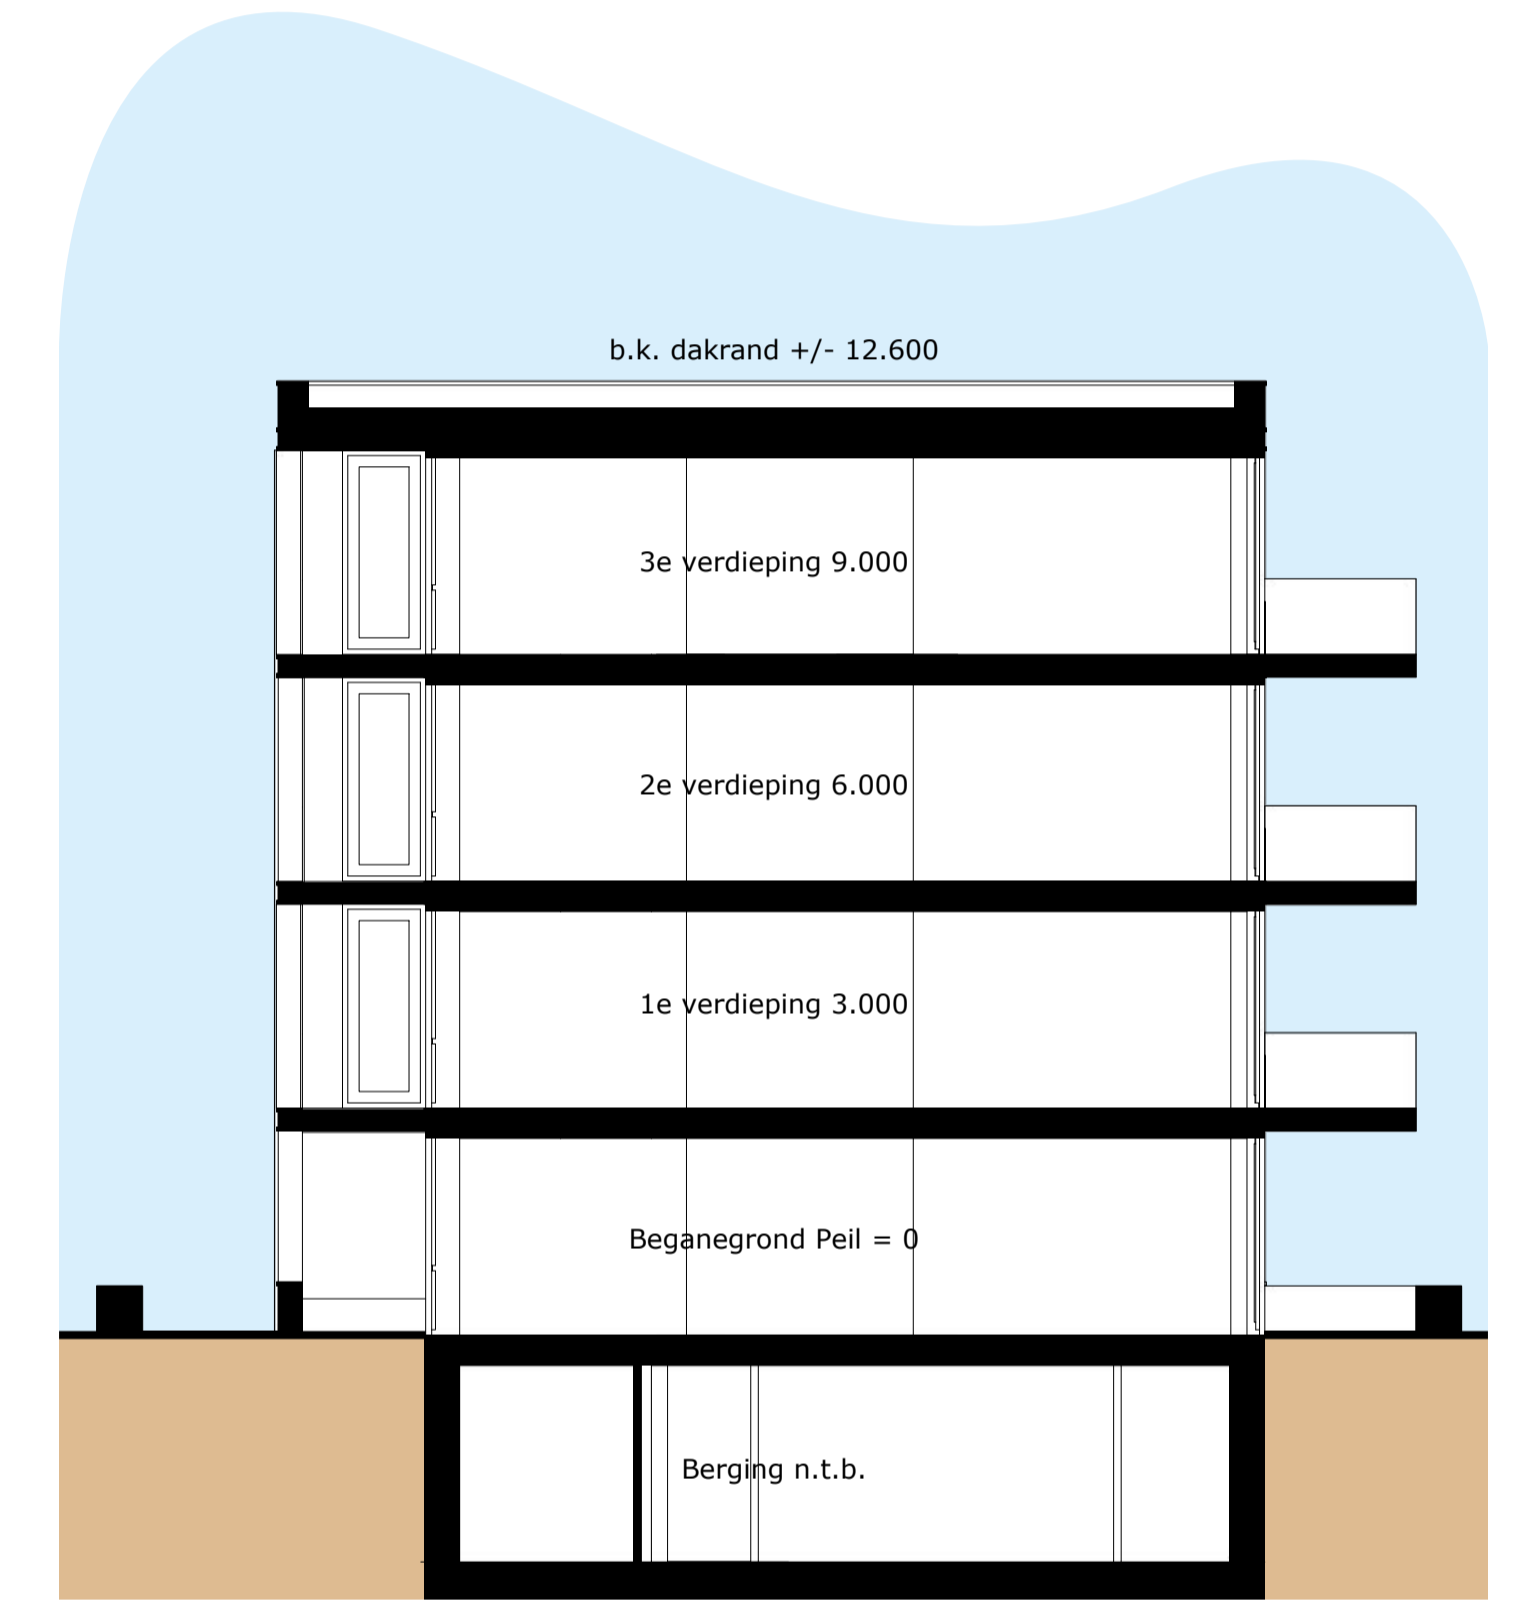 b.k. dakrand +/- 12.600
3e verdieping 9.000
2e verdieping 6.000
1e verdieping 3.000
Beganegrond Peil = 0
Berging n.t.b.